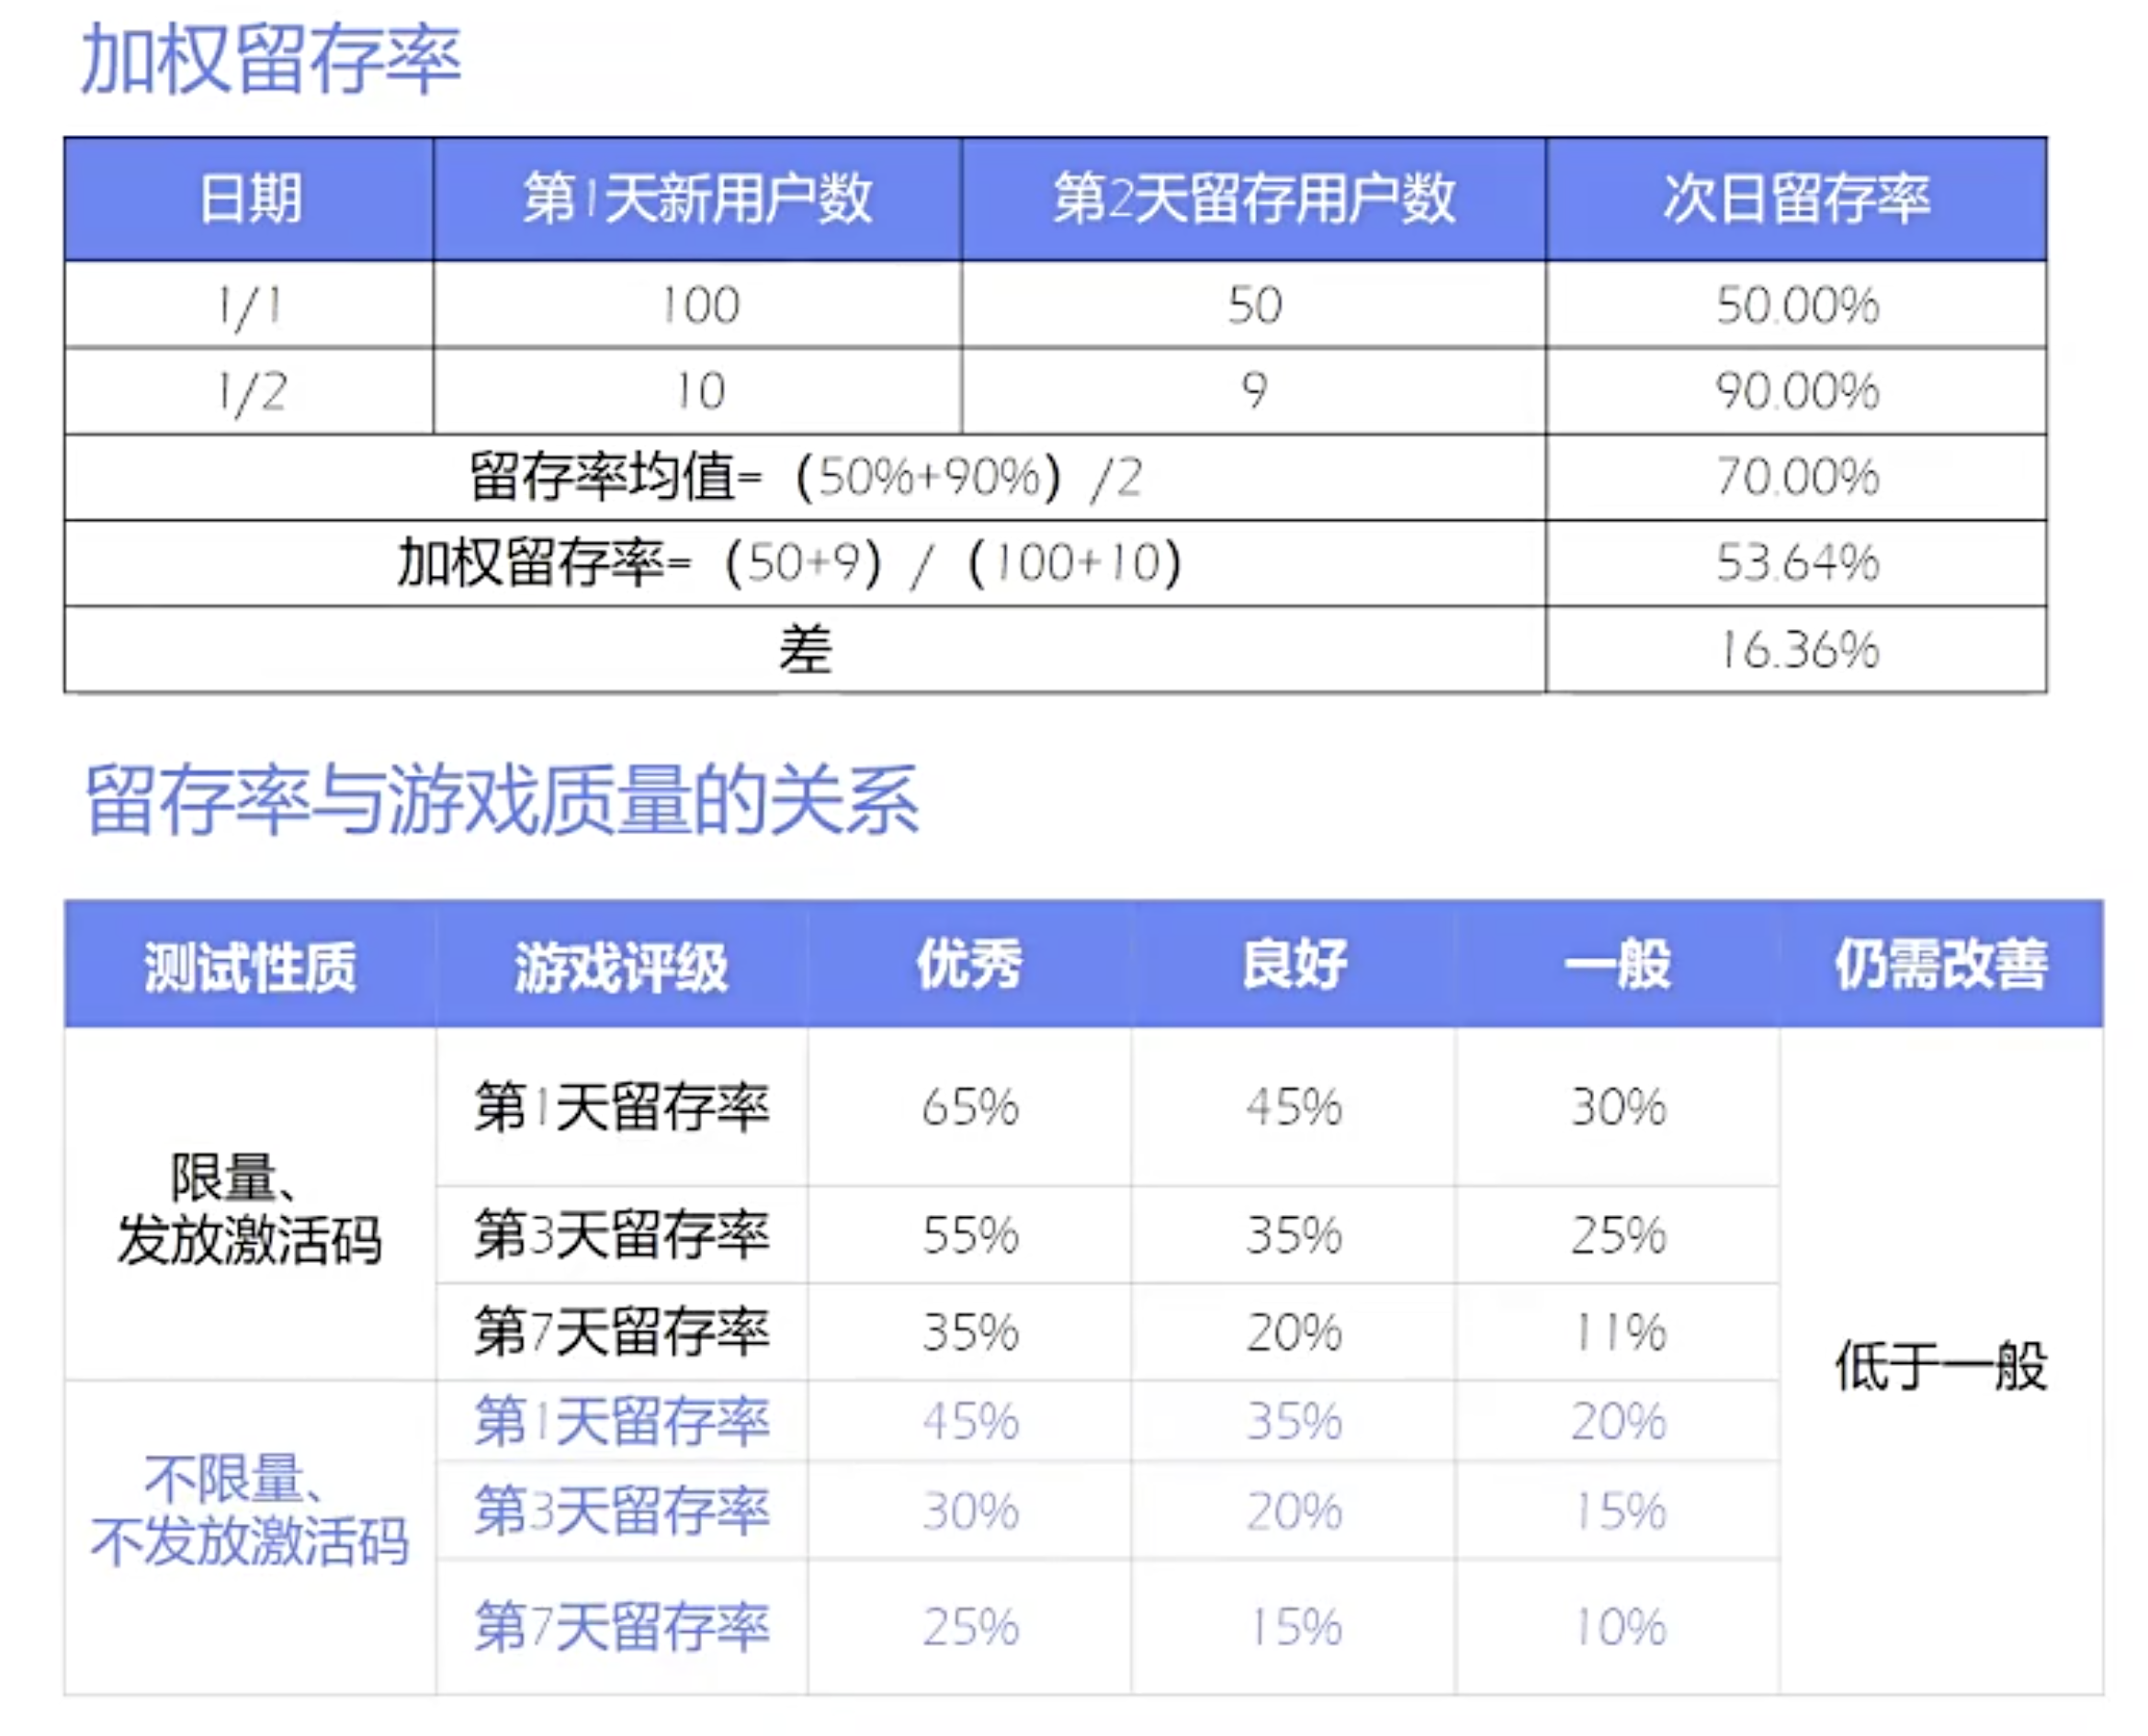 加权留存率
日期 第1天新用户数 第2天留存用户数 次日留存率
1/1 100 50 50.00%
1/2 10 9 90.00%
留存率均值=（50%+90%）/2 70.00%
加权留存率=（50+9）/（100+10） 53.64%
差 16.36%
留存率与游戏质量的关系
测试性质 游戏评级 优秀 良好 一般 仍需改善
限量、
发放激活码
第1天留存率 65% 45% 30%
第3天留存率 55% 35% 25%
第7天留存率 35% 20% 11%
低于一般
不限量、
不发放激活码
第1天留存率 45% 35% 20%
第3天留存率 30% 20% 15%
第7天留存率 25% 15% 10%